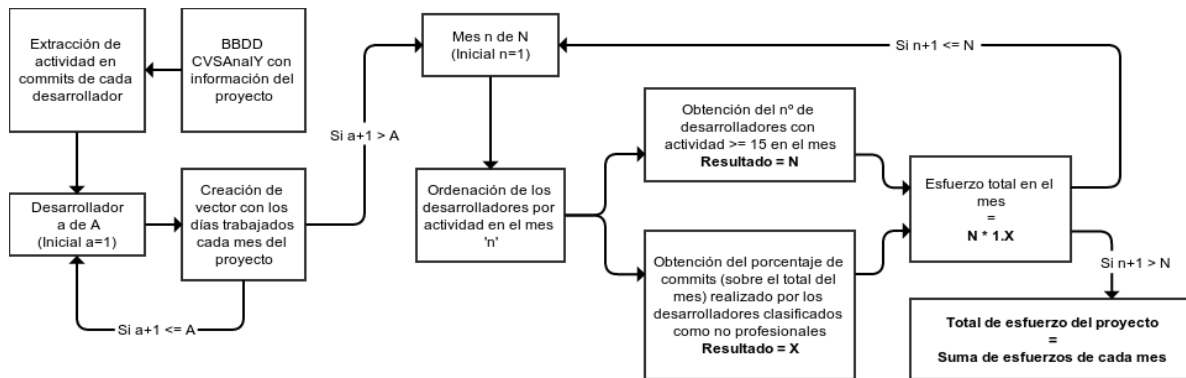 Extracción de
actividad en
commits de cada
desarrollador
BBDD
CVSAnalY con
información del
proyecto
Desarrollador
a de A
(Inicial a=1)
Creación de
vector con los
días trabajados
cada mes del
proyecto
Si a+1 <= A
Si a+1 > A
Mes n de N
(Inicial n=1)
Si n+1 <= N
Ordenación de los
desarrolladores por
actividad en el mes
'n'
Obtención del nº de
desarrolladores con
actividad >= 15 en el mes
Resultado = N
Obtención del porcentaje de
commits (sobre el total del
mes) realizado por los
desarrolladores clasificados
como no profesionales
Resultado = X
Esfuerzo total en el
mes
=
N * 1.X
Si n+1 > N
Total de esfuerzo del proyecto
=
Suma de esfuerzos de cada mes